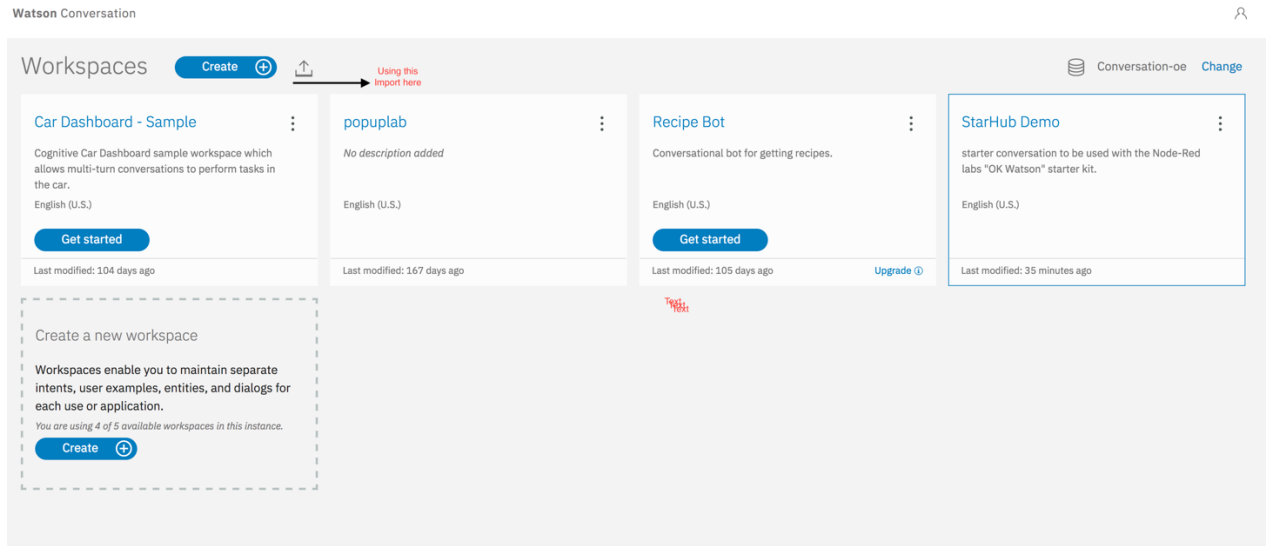 Watson Conversation
Workspaces
Create
Using this
Import here
Conversation-oe
Change
Car Dashboard - Sample
Cognitive Car Dashboard sample workspace which
allows multi-turn conversations to perform tasks in
the car.
English (U.S.)
Get started
Last modified: 104 days ago
popuplab
No description added
English (U.S.)
Last modified: 167 days ago
Recipe Bot
Conversational bot for getting recipes.
English (U.S.)
Get started
Last modified: 105 days ago
Upgrade
StarHub Demo
starter conversation to be used with the Node-Red
labs "OK Watson" starter kit.
English (U.S.)
Last modified: 35 minutes ago
Text
Text
Text
Create a new workspace
Workspaces enable you to maintain separate
intents, user examples, entities, and dialogs for
each use or application.
You are using 4 of 5 available workspaces in this instance.
Create